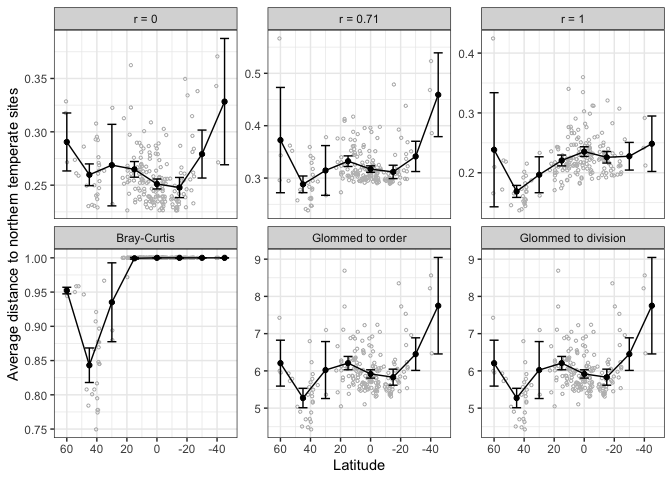 r = 0
r = 0.71
r = 1
0.35
0.30
0.25
0.5
0.4
0.3
0.4
0.3
0.2
Average distance to northern temperate sites
Bray-Curtis
Glommed to order
Glommed to division
1.00
0.95
0.90
0.85
0.80
0.75
9
8
7
6
5
9
8
7
6
5
60 40 20 0 -20 -40
60 40 20 0 -20 -40
60 40 20 0 -20 -40
Latitude